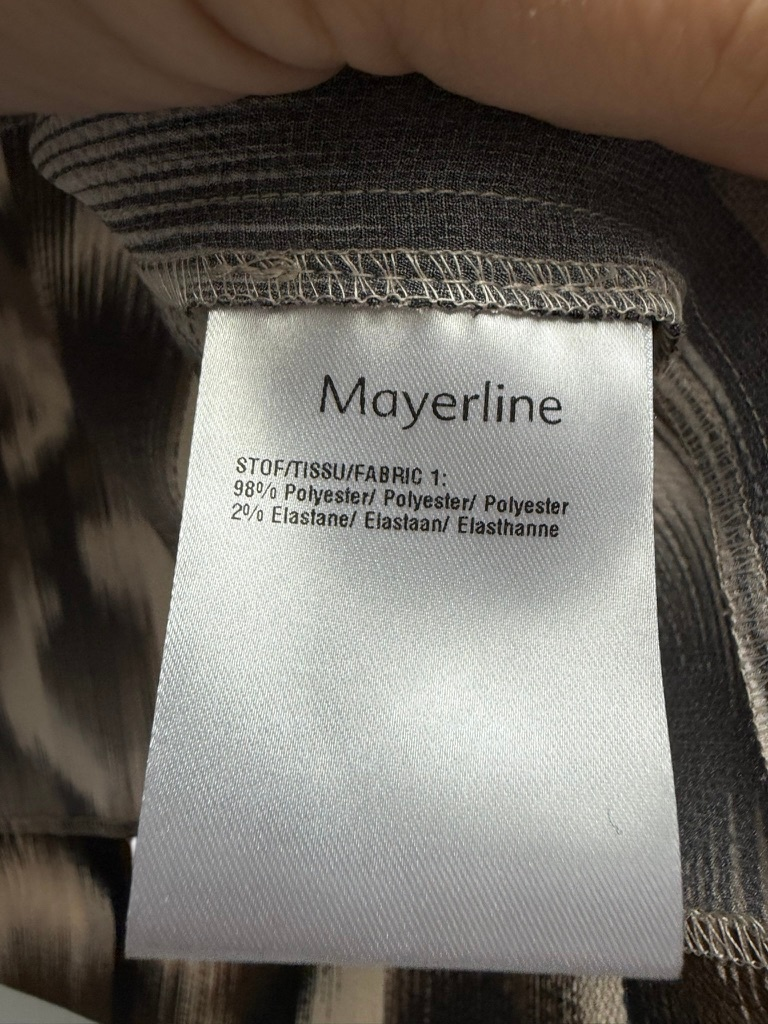 Mayerline
STOF/TISSU/FABRIC 1:
98% Polyester/ Polyester/ Polyester
2% Elastane/ Elastaan/ Elasthanne